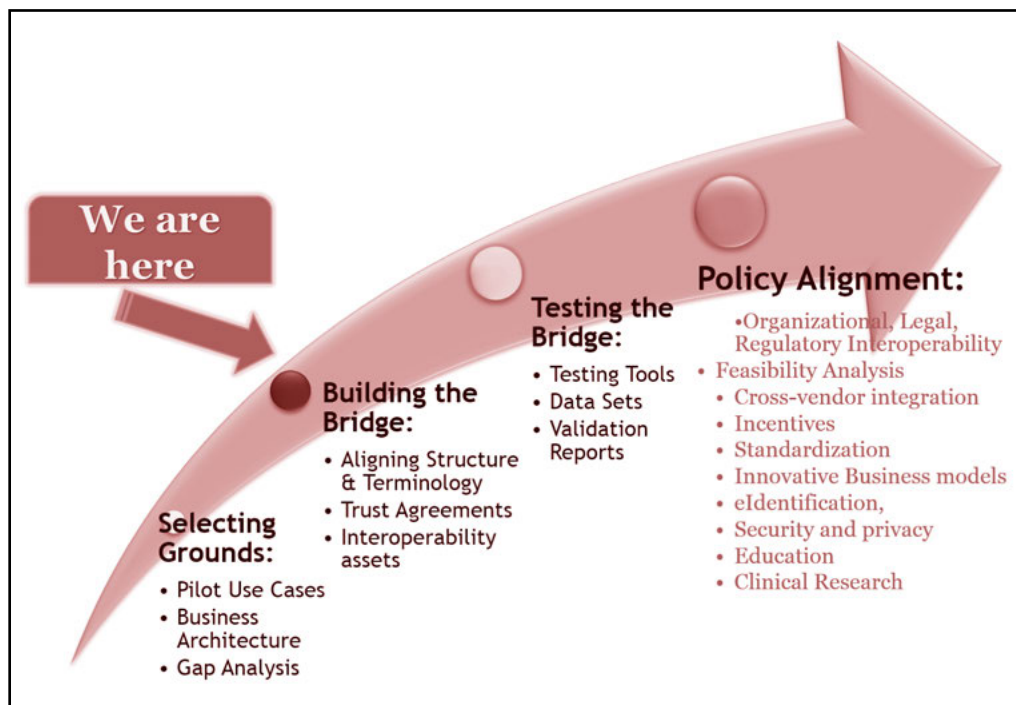 We are
here
Selecting
Grounds:
• Pilot Use Cases
• Business
Architecture
• Gap Analysis
Building the
Bridge:
• Aligning Structure
& Terminology
• Trust Agreements
• Interoperability
assets
Testing the
Bridge:
• Testing Tools
• Data Sets
• Validation
Reports
Policy Alignment:
•Organizational, Legal,
Regulatory Interoperability
• Feasibility Analysis
• Cross-vendor integration
• Incentives
• Standardization
• Innovative Business models
• eIdentification,
• Security and privacy
• Education
• Clinical Research